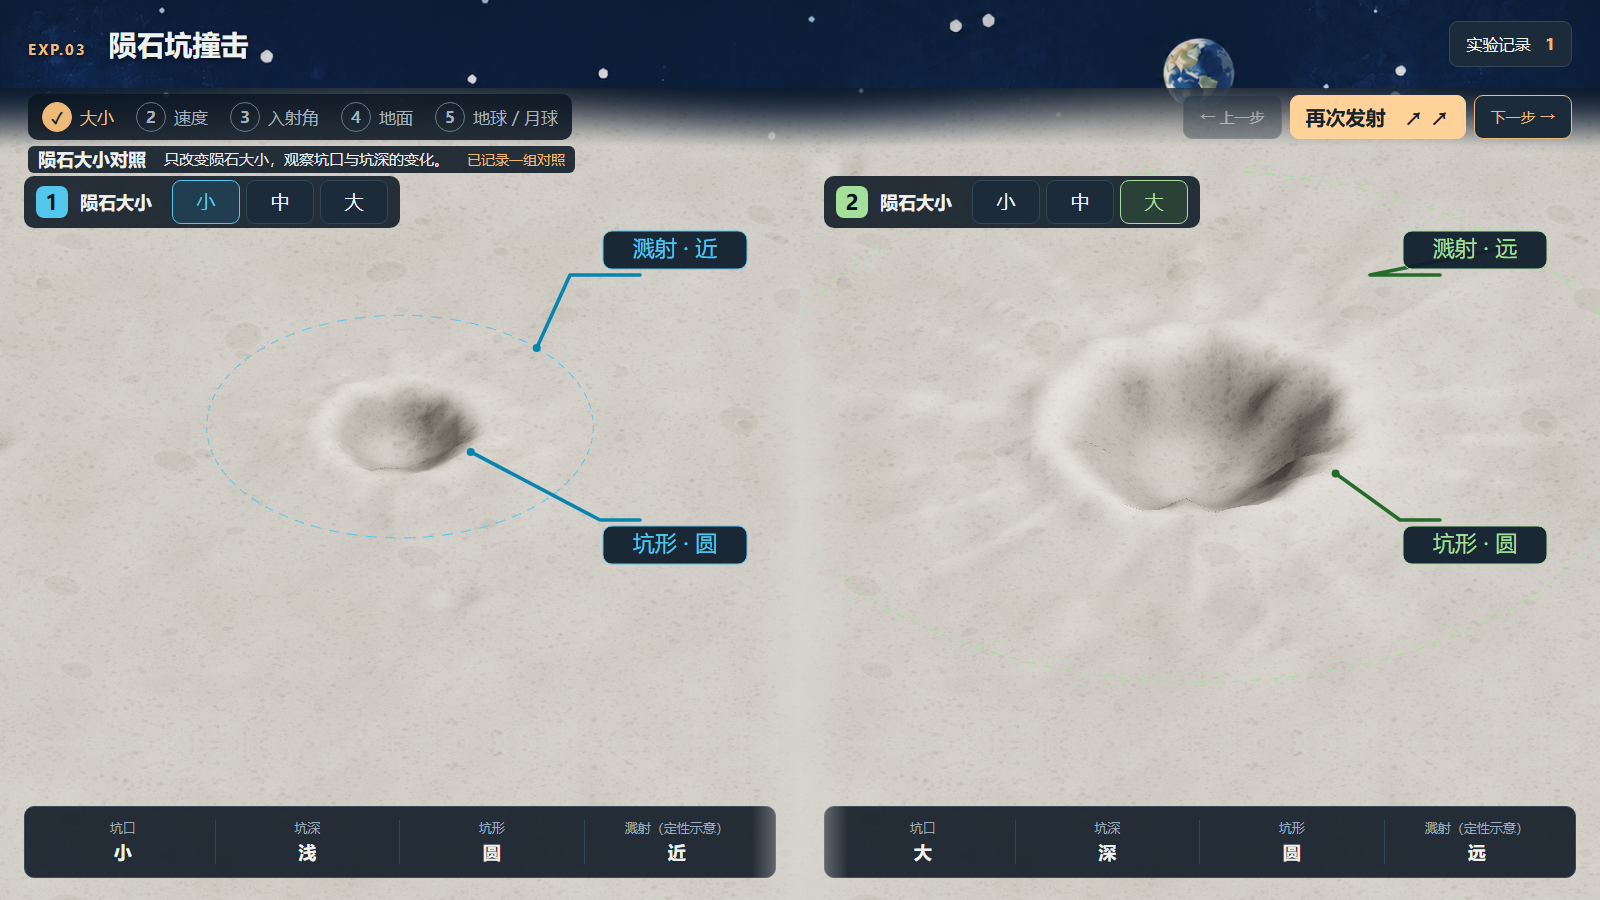 EXP.03 陨石坑撞击
实验记录 1
✓ 大小 2 速度 3 入射角 4 地面 5 地球 / 月球
← 上一步 再次发射 ↗ ↗ 下一步 →
陨石大小对照 只改变陨石大小，观察坑口与坑深的变化。 已记录一组对照
1 陨石大小 小 中 大
2 陨石大小 小 中 大
溅射 · 近
溅射 · 远
坑形 · 圆
坑形 · 圆
坑口 坑深 坑形 溅射（定性示意）
小 浅 圆 近
坑口 坑深 坑形 溅射（定性示意）
大 深 圆 远